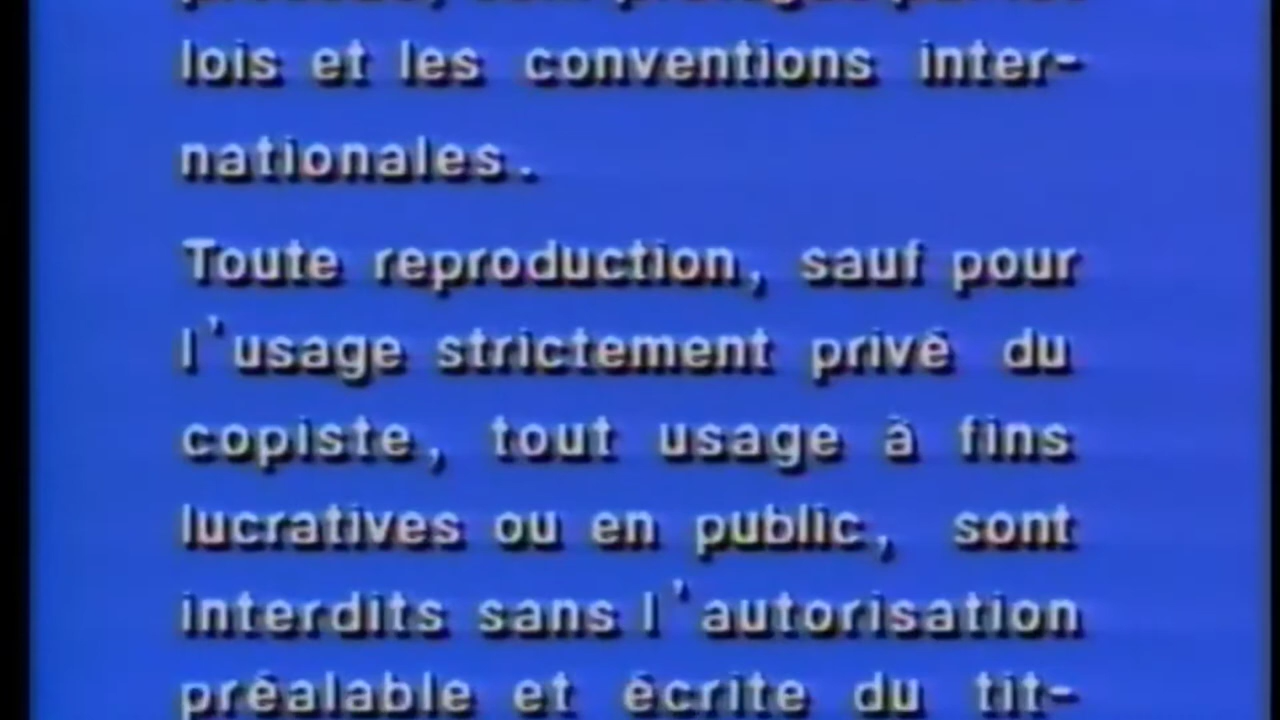 lois et les conventions inter-
nationales.
Toute reproduction, sauf pour
l'usage strictement privé du
copiste, tout usage à fins
lucratives ou en public, sont
interdits sans l'autorisation
préalable et écrite du tit-